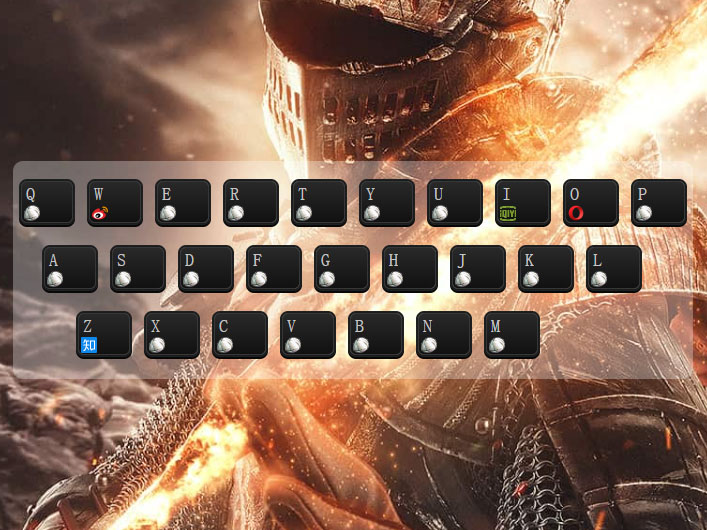 Q W E R T Y U I O P
iQIYI
A S D F G H J K L
Z X C V B N M
知